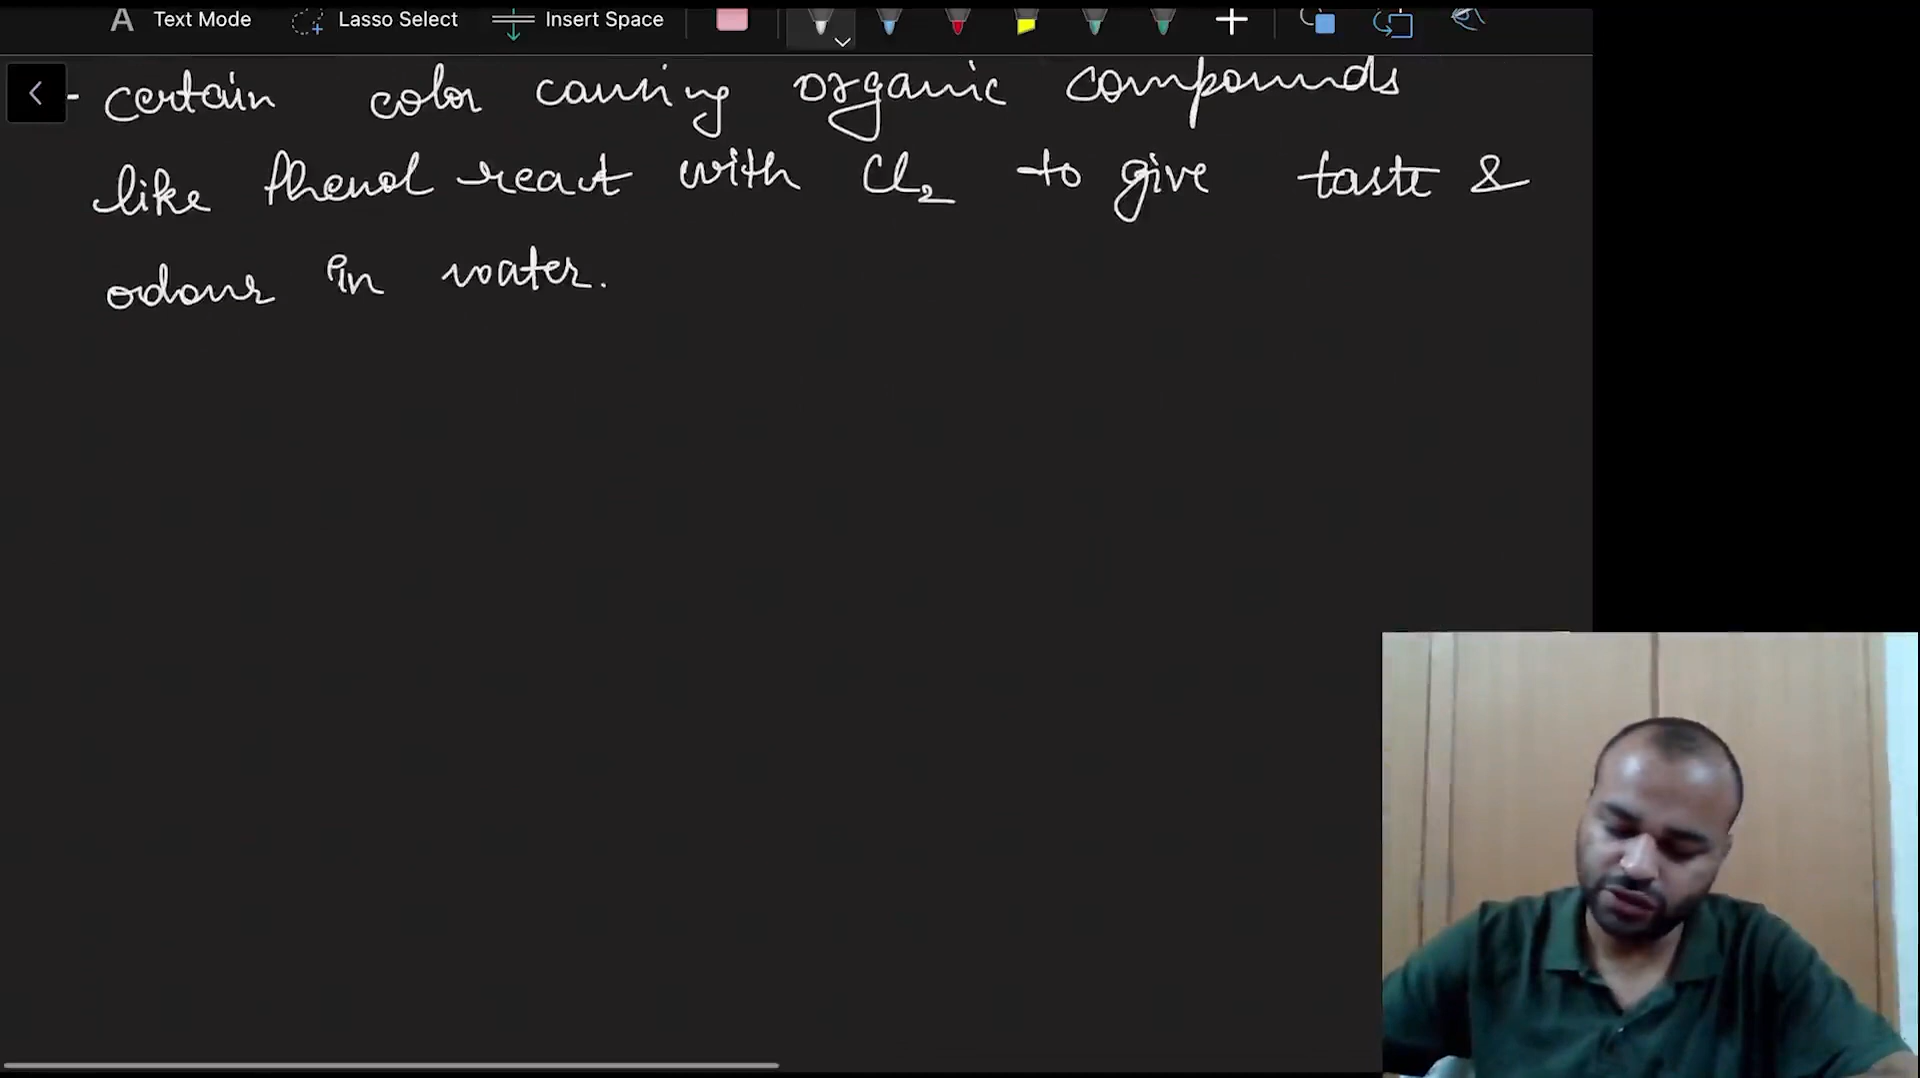 A Text Mode Lasso Select Insert Space
- certain color causing organic compounds
like Phenol react with Cl₂ to give taste &
odour in water.